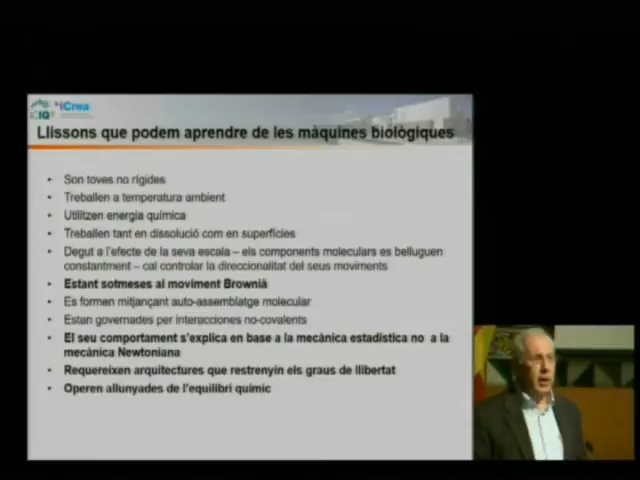 ICIQ
iCrea
Llissons que podem aprendre de les màquines biològiques
• Son toves no rígides
• Treballen a temperatura ambient
• Utilitzen energia química
• Treballen tant en dissolució com en superfícies
• Degut a l'efecte de la seva escala – els components moleculars es belluguen
constantment – cal controlar la direccionalitat del seus moviments
• Estant sotmeses al moviment Brownià
• Es formen mitjançant auto-assemblatge molecular
• Estan governades per interacciones no-covalents
• El seu comportament s'explica en base a la mecànica estadística no a la
mecànica Newtoniana
• Requereixen arquitectures que restrenyin els graus de llibertat
• Operen allunyades de l'equilibri químic